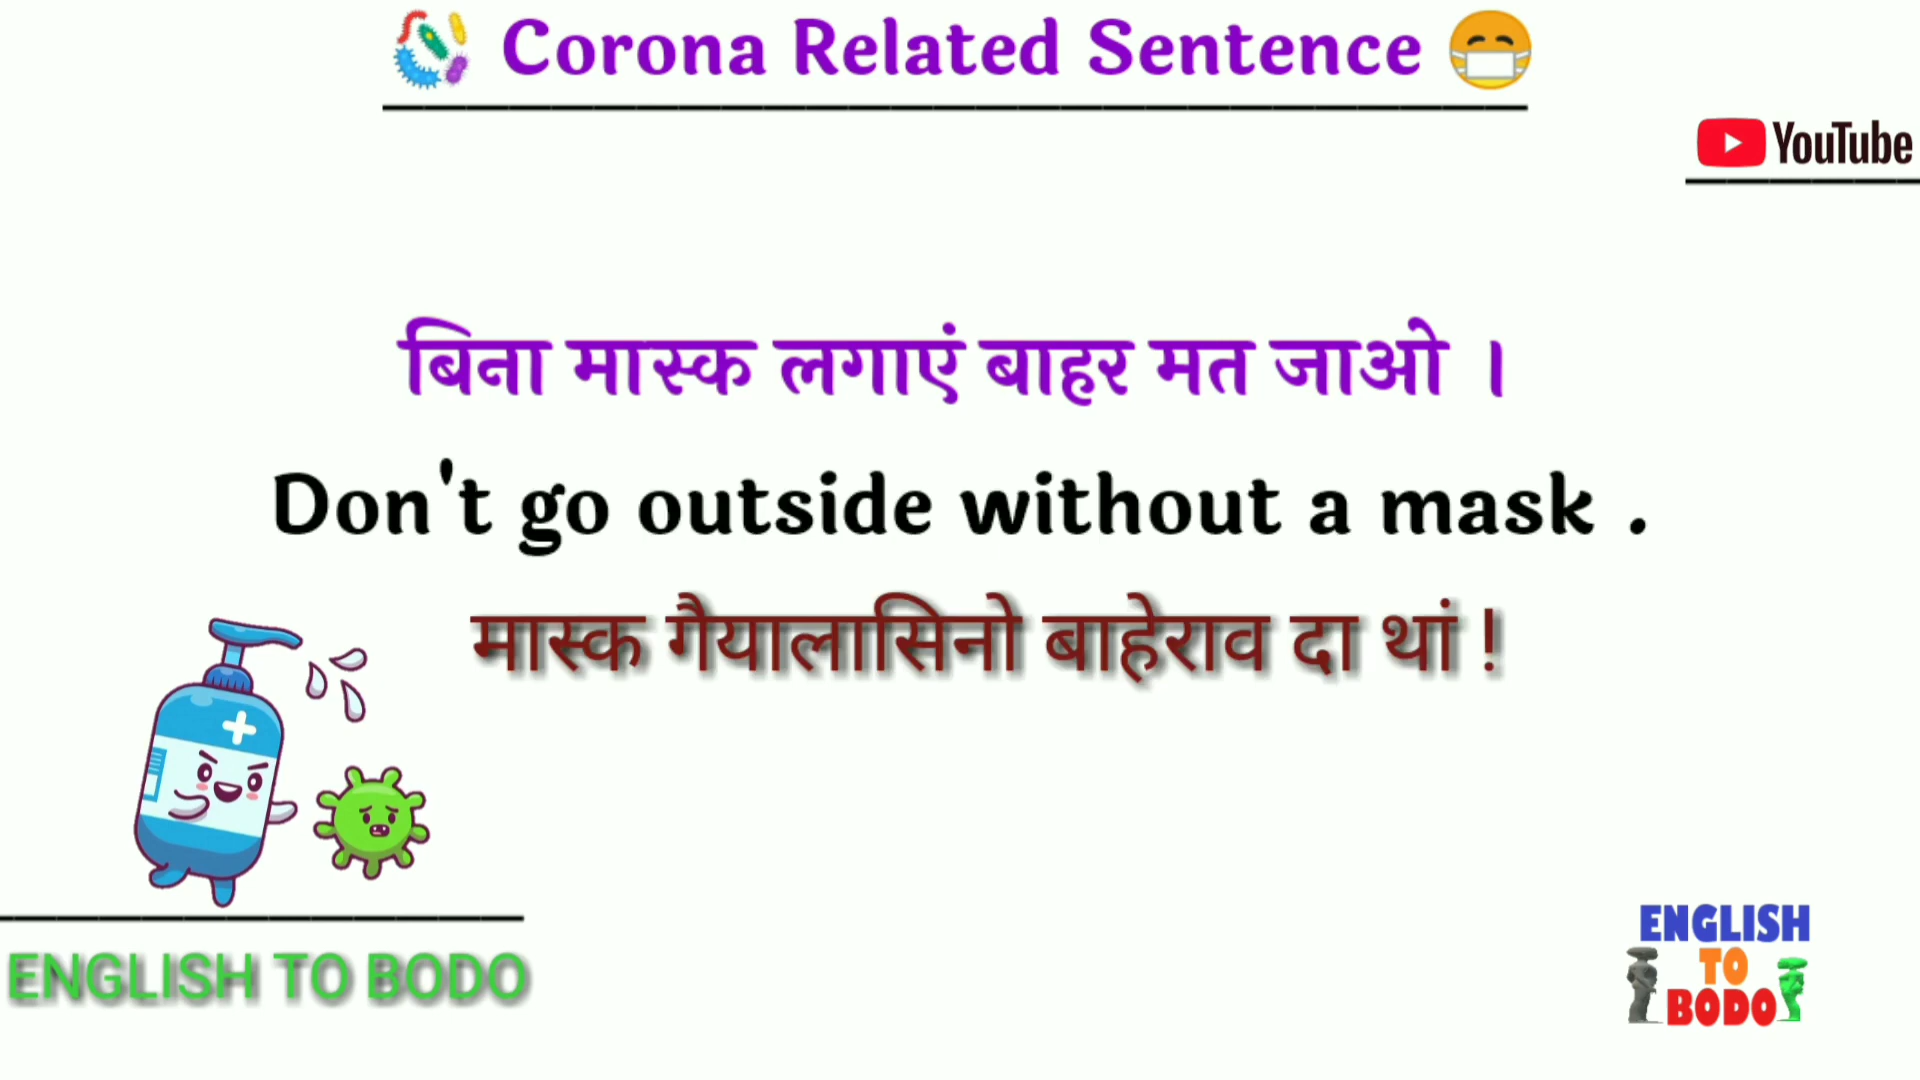 Corona Related Sentence
YouTube
बिना मास्क लगाएं बाहर मत जाओ ।
Don't go outside without a mask .
मास्क गैयालासिनो बाहेराव दा थां !
ENGLISH TO BODO
ENGLISH
TO
BODO